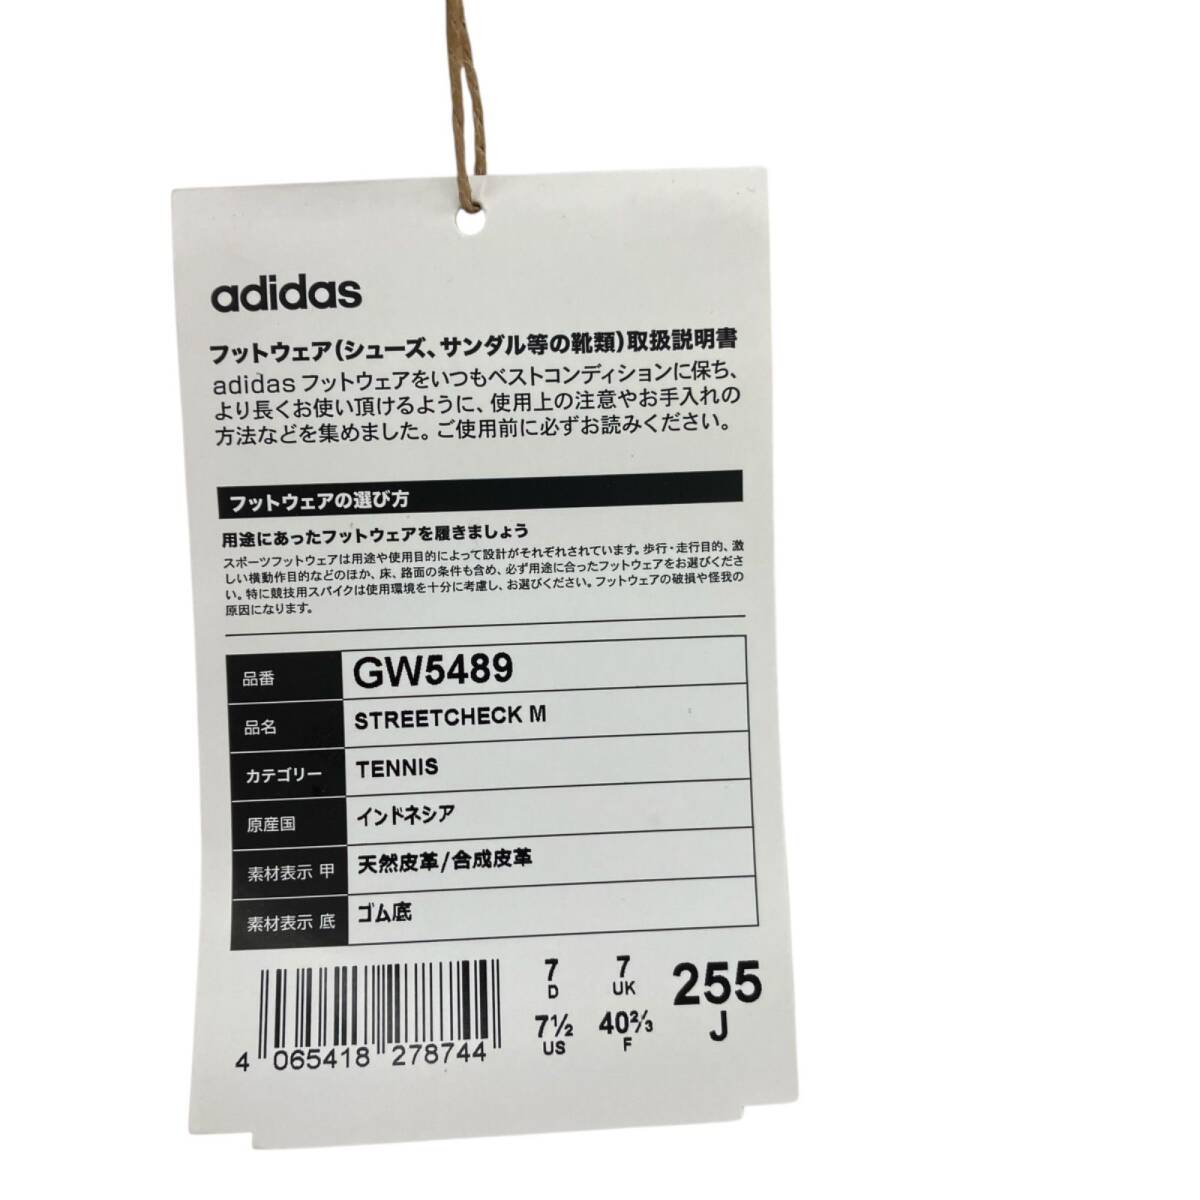 adidas
フットウェア(シューズ、サンダル等の靴類)取扱説明書
adidas フットウェアをいつもベストコンディションに保ち、
より長くお使い頂けるように、使用上の注意やお手入れの
方法などを集めました。ご使用前に必ずお読みください。
フットウェアの選び方
用途にあったフットウェアを履きましょう
スポーツフットウェアは用途や使用目的によって設計がそれぞれされています。歩行・走行目的、激
しい横動作目的などのほか、床、路面の条件も含め、必ず用途に合ったフットウェアをお選びくださ
い。特に競技用スパイクは使用環境を十分に考慮し、お選びください。フットウェアの破損や怪我の
原因になります。
品番 GW5489
品名 STREETCHECK M
カテゴリー TENNIS
原産国 インドネシア
素材表示 甲 天然皮革/合成皮革
素材表示 底 ゴム底
7 7 255
D UK J
7½ 40⅔
US F
4 065418 278744